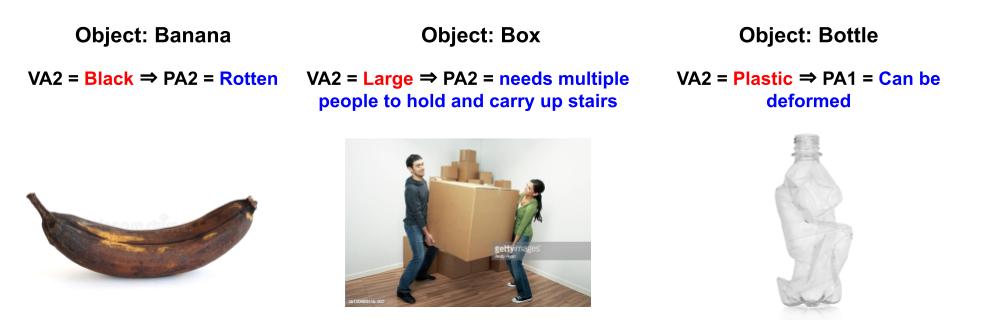 Object: Banana
VA2 = Black ⇒ PA2 = Rotten
Object: Box
VA2 = Large ⇒ PA2 = needs multiple
people to hold and carry up stairs
gettyimages
Object: Bottle
VA2 = Plastic ⇒ PA1 = Can be
deformed